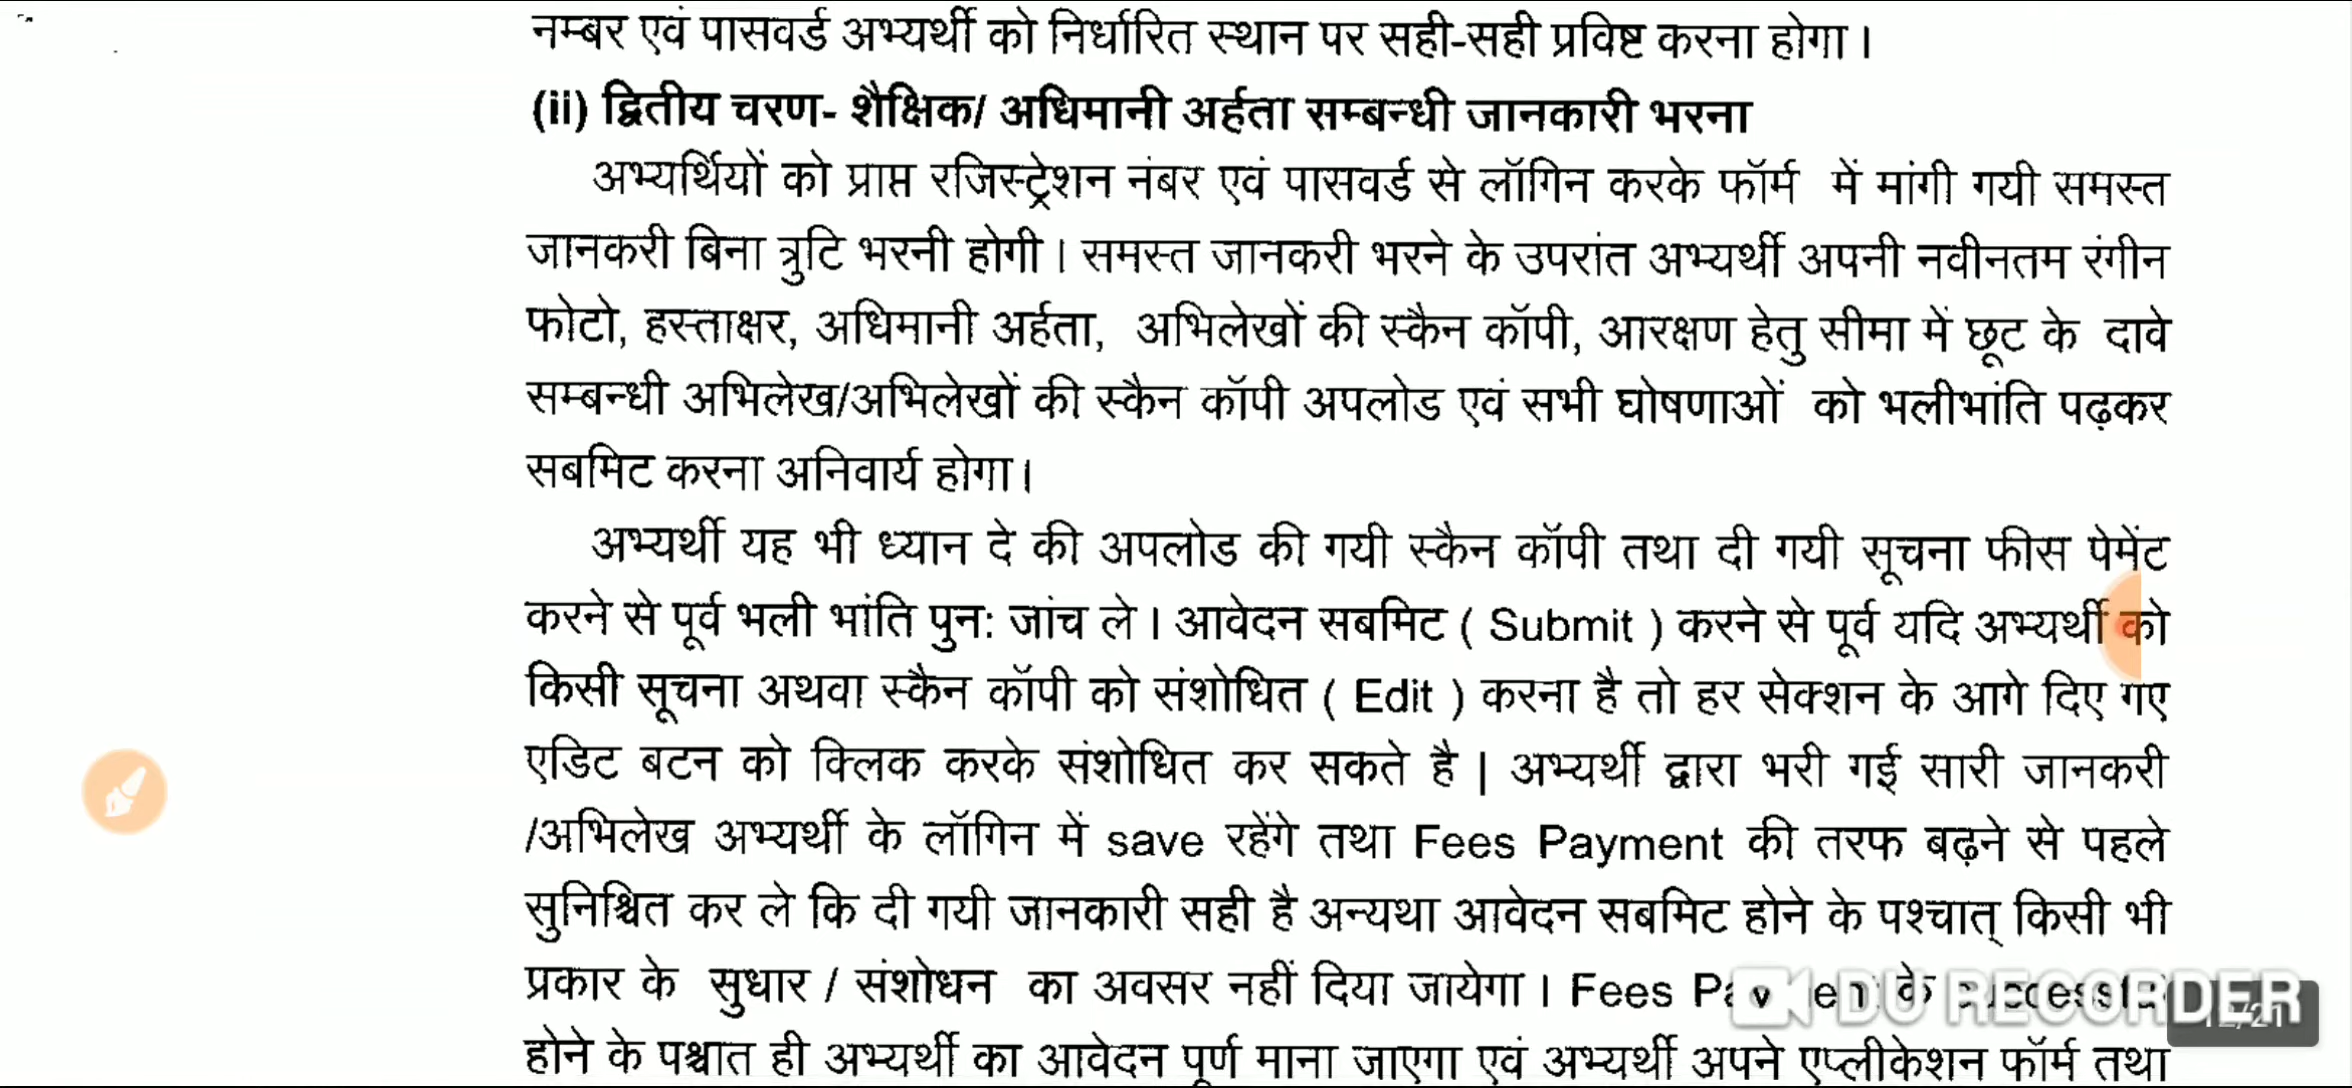 नम्बर एवं पासवर्ड अभ्यर्थी को निर्धारित स्थान पर सही-सही प्रविष्ट करना होगा ।
(ii) द्वितीय चरण- शैक्षिक/ अधिमानी अर्हता सम्बन्धी जानकारी भरना
अभ्यर्थियों को प्राप्त रजिस्ट्रेशन नंबर एवं पासवर्ड से लॉगिन करके फॉर्म में मांगी गयी समस्त
जानकरी बिना त्रुटि भरनी होगी । समस्त जानकरी भरने के उपरांत अभ्यर्थी अपनी नवीनतम रंगीन
फोटो, हस्ताक्षर, अधिमानी अर्हता, अभिलेखों की स्कैन कॉपी, आरक्षण हेतु सीमा में छूट के दावे
सम्बन्धी अभिलेख/अभिलेखों की स्कैन कॉपी अपलोड एवं सभी घोषणाओं को भलीभांति पढ़कर
सबमिट करना अनिवार्य होगा।
अभ्यर्थी यह भी ध्यान दे की अपलोड की गयी स्कैन कॉपी तथा दी गयी सूचना फीस पेमेंट
करने से पूर्व भली भांति पुन: जांच ले । आवेदन सबमिट ( Submit ) करने से पूर्व यदि अभ्यर्थी को
किसी सूचना अथवा स्कैन कॉपी को संशोधित ( Edit ) करना है तो हर सेक्शन के आगे दिए गए
एडिट बटन को क्लिक करके संशोधित कर सकते है | अभ्यर्थी द्वारा भरी गई सारी जानकरी
/अभिलेख अभ्यर्थी के लॉगिन में save रहेंगे तथा Fees Payment की तरफ बढ़ने से पहले
सुनिश्चित कर ले कि दी गयी जानकारी सही है अन्यथा आवेदन सबमिट होने के पश्चात् किसी भी
प्रकार के सुधार / संशोधन का अवसर नहीं दिया जायेगा । Fees के
DU RECORDER
12/21
होने के पश्चात ही अभ्यर्थी का आवेदन पूर्ण माना जाएगा एवं अभ्यर्थी अपने एप्लीकेशन फॉर्म तथा